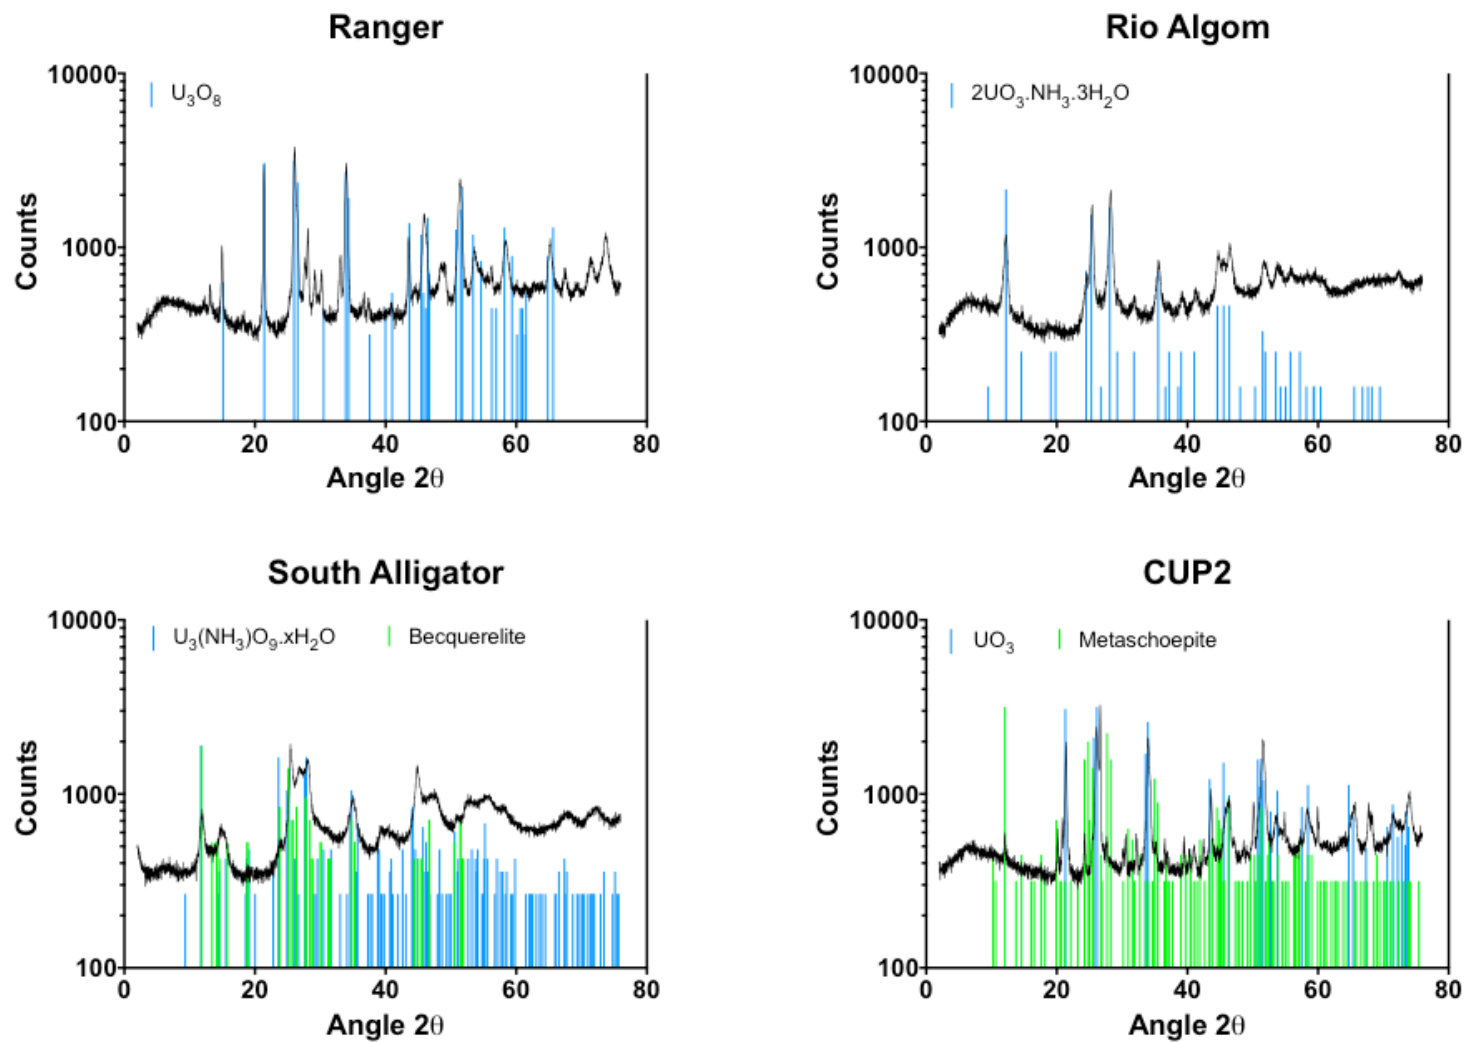 Ranger
Rio Algom
10000
U₃O₈
10000
2UO₃.NH₃.3H₂O
Counts
1000
Counts
1000
100
100
0 20 40 60 80
0 20 40 60 80
Angle 2θ
Angle 2θ
South Alligator
CUP2
10000
U₃(NH₃)O₉.xH₂O Becquerelite
10000
UO₃ Metaschoepite
Counts
1000
Counts
1000
100
100
0 20 40 60 80
0 20 40 60 80
Angle 2θ
Angle 2θ